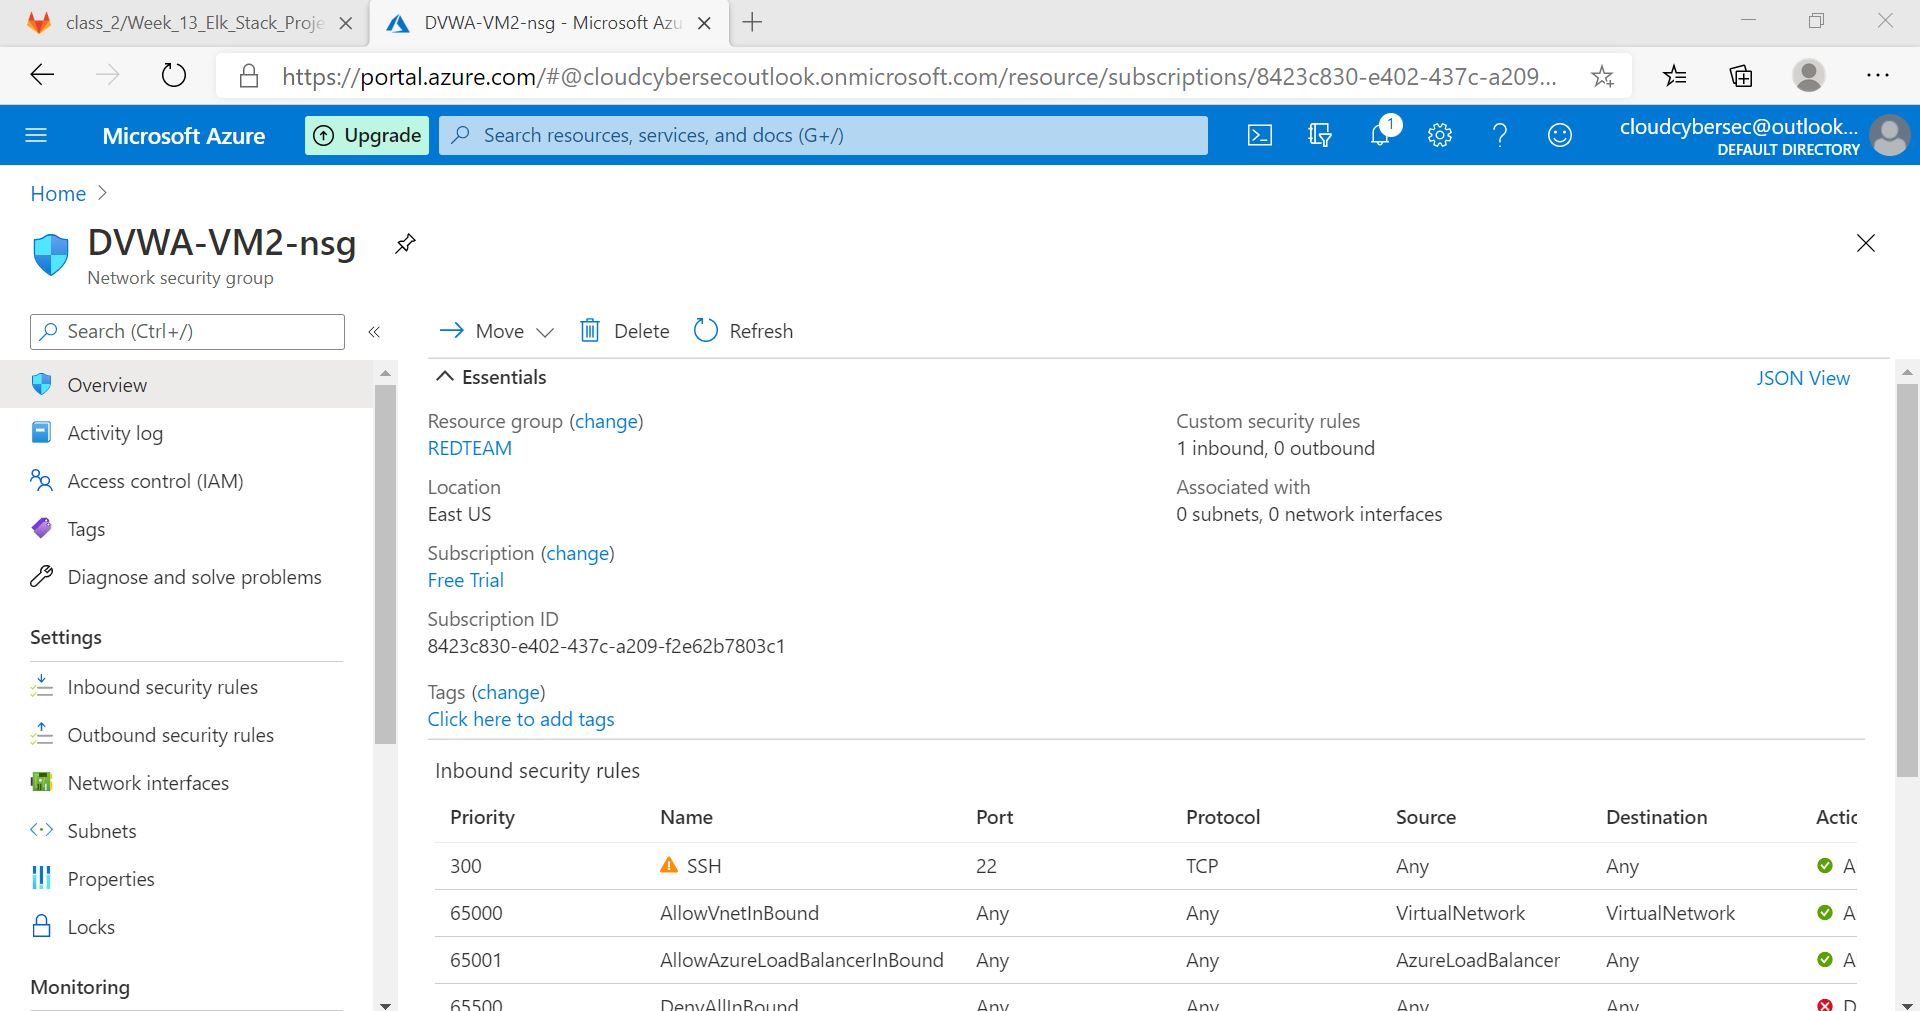 class_2/Week_13_Elk_Stack_Proje
DVWA-VM2-nsg - Microsoft Azu
https://portal.azure.com/#@cloudcybersecoutlook.onmicrosoft.com/resource/subscriptions/8423c830-e402-437c-a209...
Microsoft Azure
Upgrade
Search resources, services, and docs (G+/)
1
cloudcybersec@outlook...
DEFAULT DIRECTORY
Home
DVWA-VM2-nsg
Network security group
Search (Ctrl+/)
Move
Delete
Refresh
Overview
Activity log
Access control (IAM)
Tags
Diagnose and solve problems
Settings
Inbound security rules
Outbound security rules
Network interfaces
Subnets
Properties
Locks
Monitoring
Essentials
JSON View
Resource group (change)
REDTEAM
Location
East US
Subscription (change)
Free Trial
Subscription ID
8423c830-e402-437c-a209-f2e62b7803c1
Tags (change)
Click here to add tags
Custom security rules
1 inbound, 0 outbound
Associated with
0 subnets, 0 network interfaces
Inbound security rules
Priority Name Port Protocol Source Destination Actio
300 SSH 22 TCP Any Any A
65000 AllowVnetInBound Any Any VirtualNetwork VirtualNetwork A
65001 AllowAzureLoadBalancerInBound Any Any AzureLoadBalancer Any A
65500 DenyAllInBound Any Any Any Any D